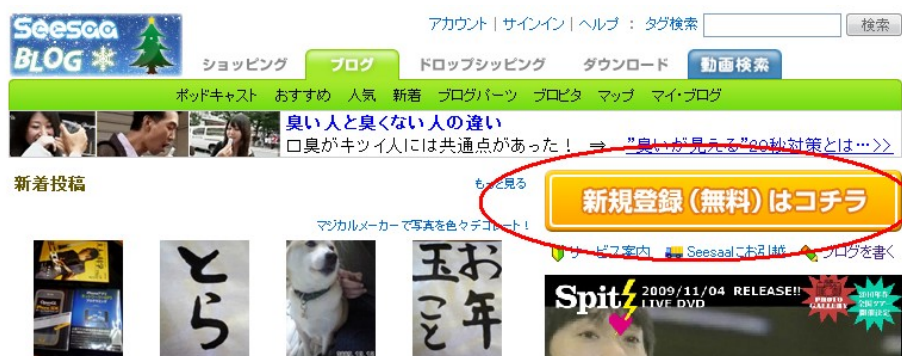 Seesaa
BLOG
アカウント｜サインイン｜ヘルプ ： タグ検索
検索
ショッピング ブログ ドロップシッピング ダウンロード 動画検索
ポッドキャスト おすすめ 人気 新着 ブログパーツ ブロピタ マップ マイ・ブログ
臭い人と臭くない人の違い
口臭がキツイ人には共通点があった！ ⇒ ”臭いが見える”20秒対策とは…>>
新着投稿
もっと見る
新規登録（無料）はコチラ
マジカルメーカーで写真を色々デコレート！
サービス案内 Seesaaにお引越 ブログを書く
とら
お年
玉こと
Spitz 2009/11/04 RELEASE!!
LIVE DVD
PHOTO
GALLERY